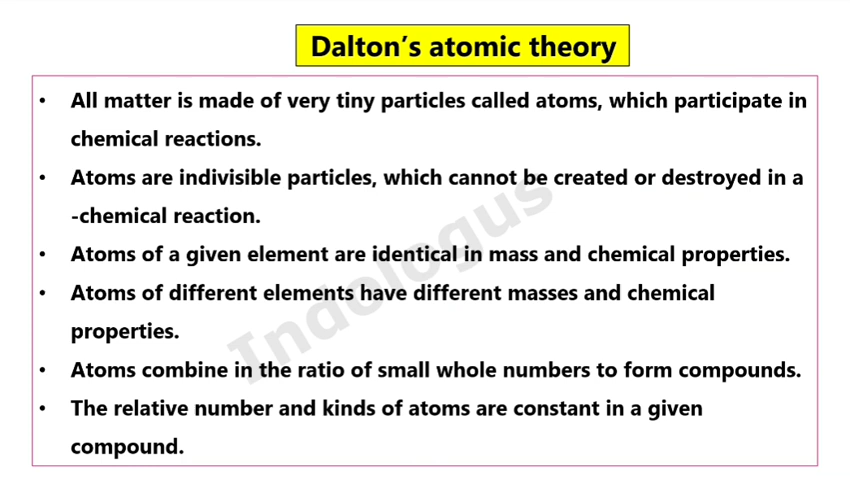 Dalton's atomic theory
• All matter is made of very tiny particles called atoms, which participate in
chemical reactions.
• Atoms are indivisible particles, which cannot be created or destroyed in a
-chemical reaction.
• Atoms of a given element are identical in mass and chemical properties.
• Atoms of different elements have different masses and chemical
properties.
• Atoms combine in the ratio of small whole numbers to form compounds.
• The relative number and kinds of atoms are constant in a given
compound.
Indologus